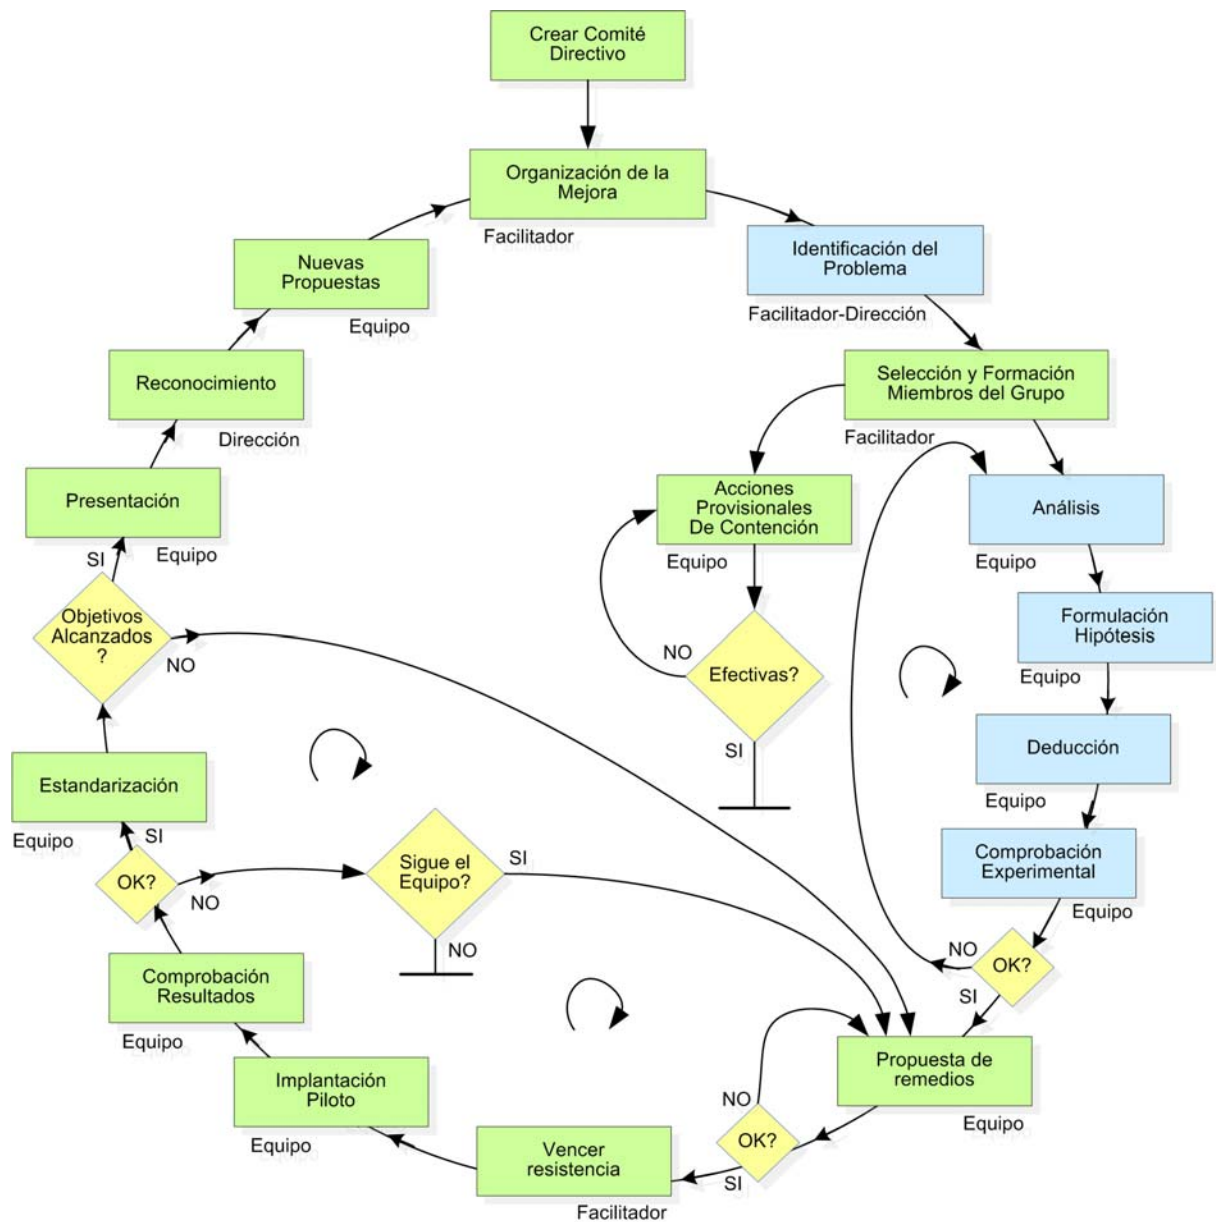 Crear Comité
Directivo
Organización de la
Mejora
Facilitador
Identificación del
Problema
Facilitador-Dirección
Nuevas
Propuestas
Equipo
Reconocimiento
Dirección
Selección y Formación
Miembros del Grupo
Facilitador
Presentación
Equipo
SI
Acciones
Provisionales
De Contención
Equipo
Análisis
Equipo
Objetivos
Alcanzados
?
NO
Efectivas?
NO
SI
Formulación
Hipótesis
Equipo
Deducción
Equipo
Estandarización
Equipo
SI
OK?
NO
Sigue el
Equipo?
SI
NO
Comprobación
Experimental
Equipo
OK?
NO
SI
Comprobación
Resultados
Equipo
Propuesta de
remedios
Equipo
Implantación
Piloto
Equipo
NO
OK?
SI
Vencer
resistencia
Facilitador